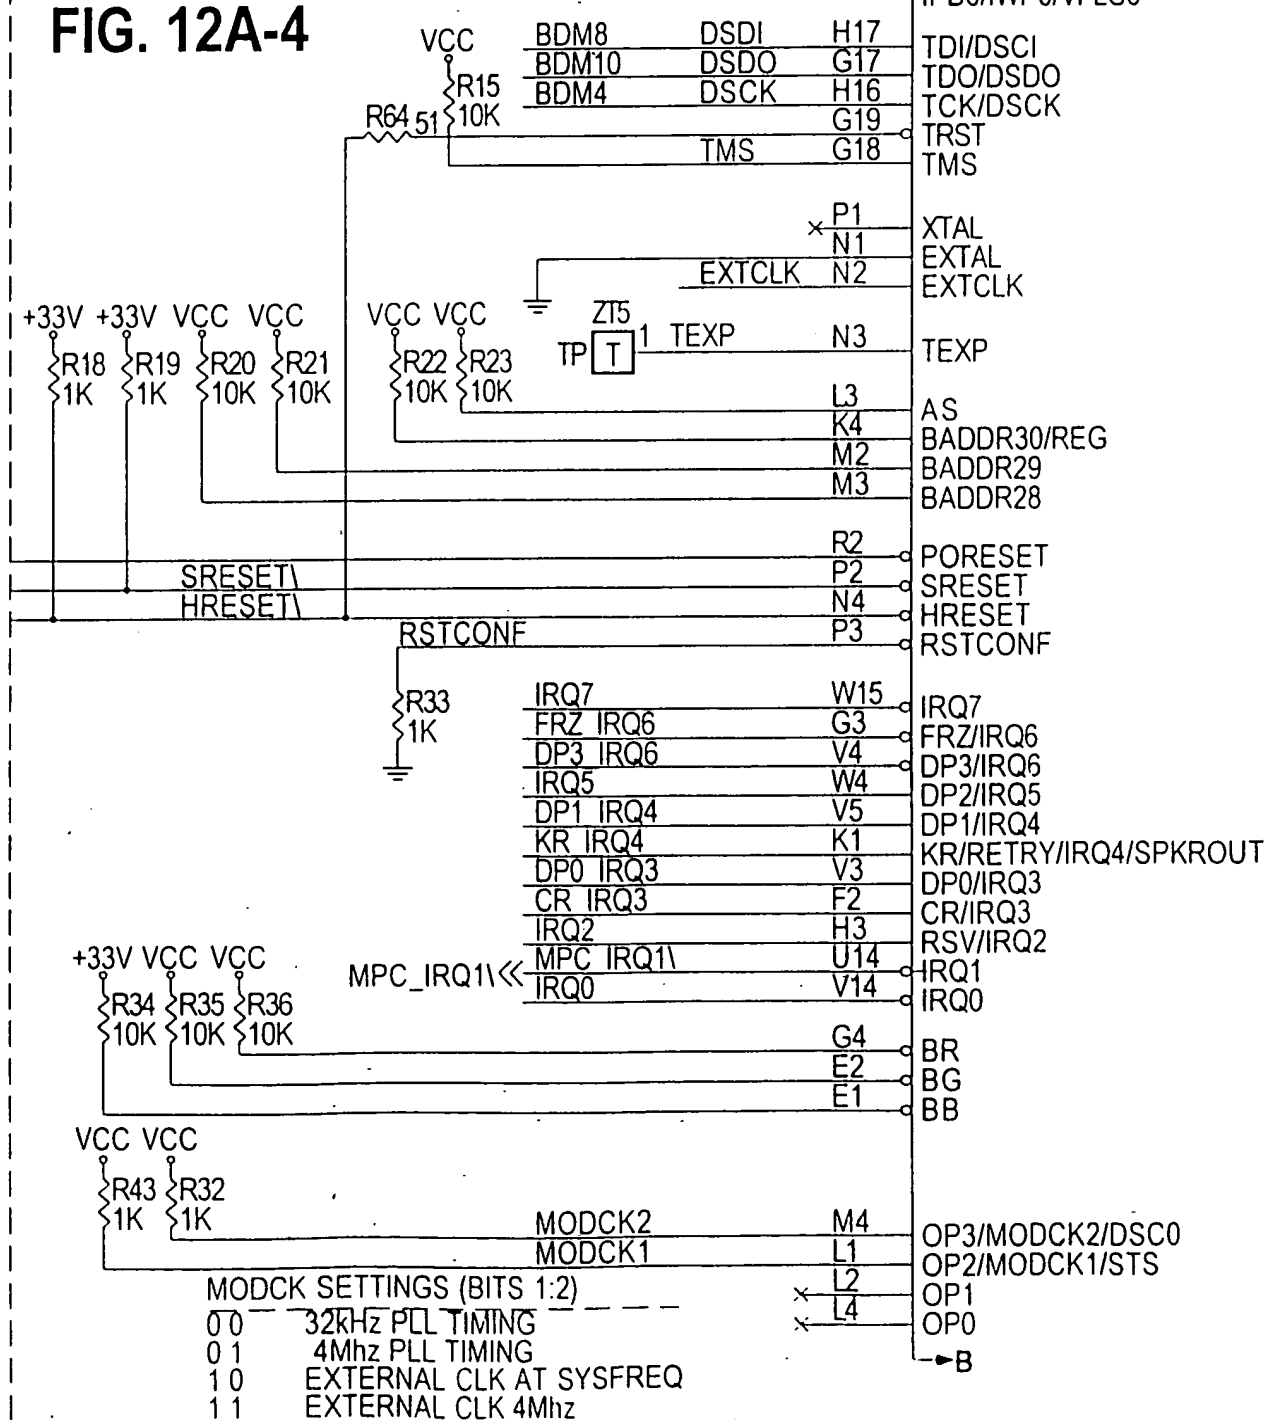 IPB0/IWP0/VFLS0
FIG. 12A-4
VCC
R15
10K
R64 51
BDM8 DSDI H17 TDI/DSCI
BDM10 DSDO G17 TDO/DSDO
BDM4 DSCK H16 TCK/DSCK
G19 TRST
TMS G18 TMS
P1 XTAL
N1 EXTAL
EXTCLK N2 EXTCLK
+33V +33V VCC VCC VCC VCC
R18 R19 R20 R21 R22 R23
1K 1K 10K 10K 10K 10K
ZT5
TP T 1 TEXP N3 TEXP
L3 AS
K4 BADDR30/REG
M2 BADDR29
M3 BADDR28
R2 PORESET
SRESET\ P2 SRESET
HRESET\ N4 HRESET
RSTCONF P3 RSTCONF
R33
1K
IRQ7 W15 IRQ7
FRZ IRQ6 G3 FRZ/IRQ6
DP3 IRQ6 V4 DP3/IRQ6
IRQ5 W4 DP2/IRQ5
DP1 IRQ4 V5 DP1/IRQ4
KR IRQ4 K1 KR/RETRY/IRQ4/SPKROUT
DP0 IRQ3 V3 DP0/IRQ3
CR IRQ3 F2 CR/IRQ3
IRQ2 H3 RSV/IRQ2
MPC_IRQ1\ MPC IRQ1\ U14 IRQ1
IRQ0 V14 IRQ0
+33V VCC VCC
R34 R35 R36
10K 10K 10K
G4 BR
E2 BG
E1 BB
VCC VCC
R43 R32
1K 1K
MODCK2 M4 OP3/MODCK2/DSC0
MODCK1 L1 OP2/MODCK1/STS
L2 OP1
L4 OP0
B
MODCK SETTINGS (BITS 1:2)
0 0 32kHz PLL TIMING
0 1 4Mhz PLL TIMING
1 0 EXTERNAL CLK AT SYSFREQ
1 1 EXTERNAL CLK 4Mhz